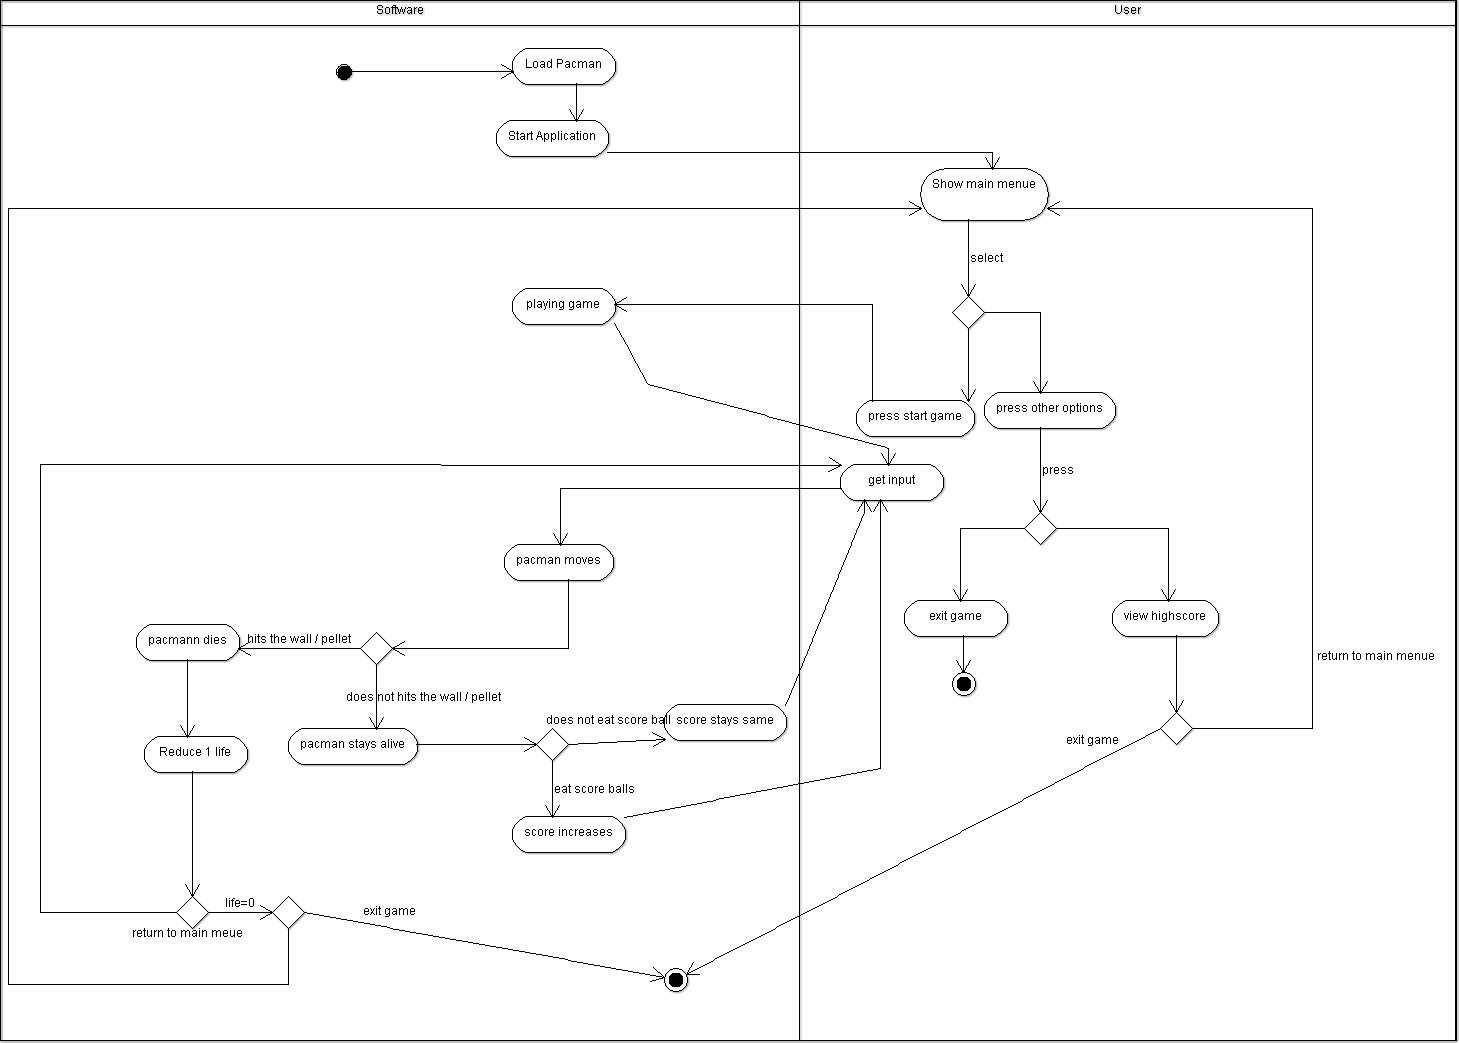 Software
User
Load Pacman
Start Application
Show main menue
select
playing game
press start game
press other options
press
get input
pacman moves
exit game
view highscore
pacmann dies
hits the wall / pellet
return to main menue
does not hits the wall / pellet
does not eat score ball
score stays same
Reduce 1 life
pacman stays alive
exit game
eat score balls
score increases
life=0
exit game
return to main meue